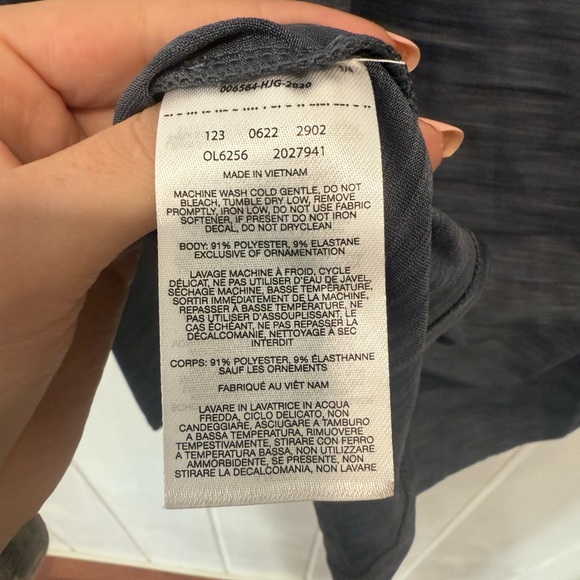 1/4
006564-HJG-2030
123 0622 2902
OL6256 2027941
MADE IN VIETNAM
MACHINE WASH COLD GENTLE, DO NOT
BLEACH, TUMBLE DRY LOW, REMOVE
PROMPTLY, IRON LOW, DO NOT USE FABRIC
SOFTENER, IF PRESENT DO NOT IRON
DECAL, DO NOT DRYCLEAN
BODY: 91% POLYESTER, 9% ELASTANE
EXCLUSIVE OF ORNAMENTATION
LAVAGE MACHINE À FROID, CYCLE
DÉLICAT, NE PAS UTILISER D'EAU DE JAVEL,
SÉCHAGE MACHINE, BASSE TEMPÉRATURE,
SORTIR IMMÉDIATEMENT DE LA MACHINE,
REPASSER À BASSE TEMPÉRATURE, NE
PAS UTILISER D'ASSOUPLISSANT, LE
CAS ÉCHÉANT, NE PAS REPASSER LA
DÉCALCOMANIE, NETTOYAGE À SEC
INTERDIT
CORPS: 91% POLYESTER, 9% ÉLASTHANNE
SAUF LES ORNEMENTS
FABRIQUÉ AU VIÊT NAM
LAVARE IN LAVATRICE IN ACQUA
FREDDA, CICLO DELICATO, NON
CANDEGGIARE, ASCIUGARE A TAMBURO
A BASSA TEMPERATURA, RIMUOVERE
TEMPESTIVAMENTE, STIRARE CON FERRO
A TEMPERATURA BASSA, NON UTILIZZARE
AMMORBIDENTE, SE PRESENTE, NON
STIRARE LA DECALCOMANIA, NON LAVARE